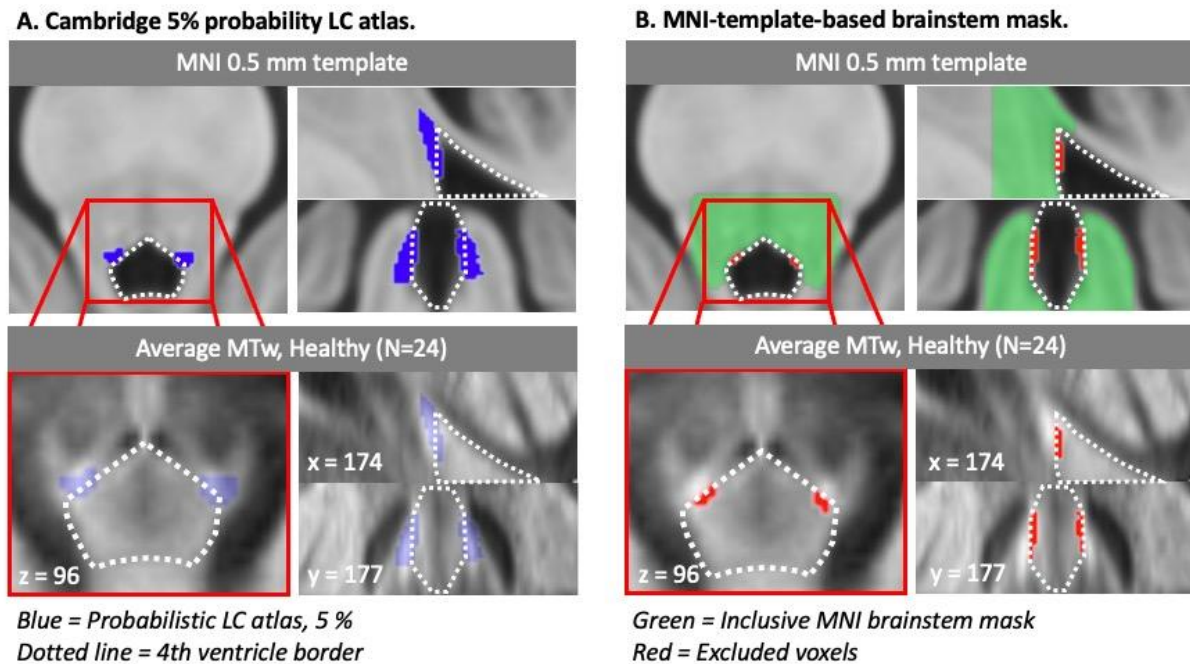 A. Cambridge 5% probability LC atlas.
MNI 0.5 mm template
Average MTw, Healthy (N=24)
z = 96
x = 174
y = 177
Blue = Probabilistic LC atlas, 5 %
Dotted line = 4th ventricle border
B. MNI-template-based brainstem mask.
MNI 0.5 mm template
Average MTw, Healthy (N=24)
z = 96
x = 174
y = 177
Green = Inclusive MNI brainstem mask
Red = Excluded voxels